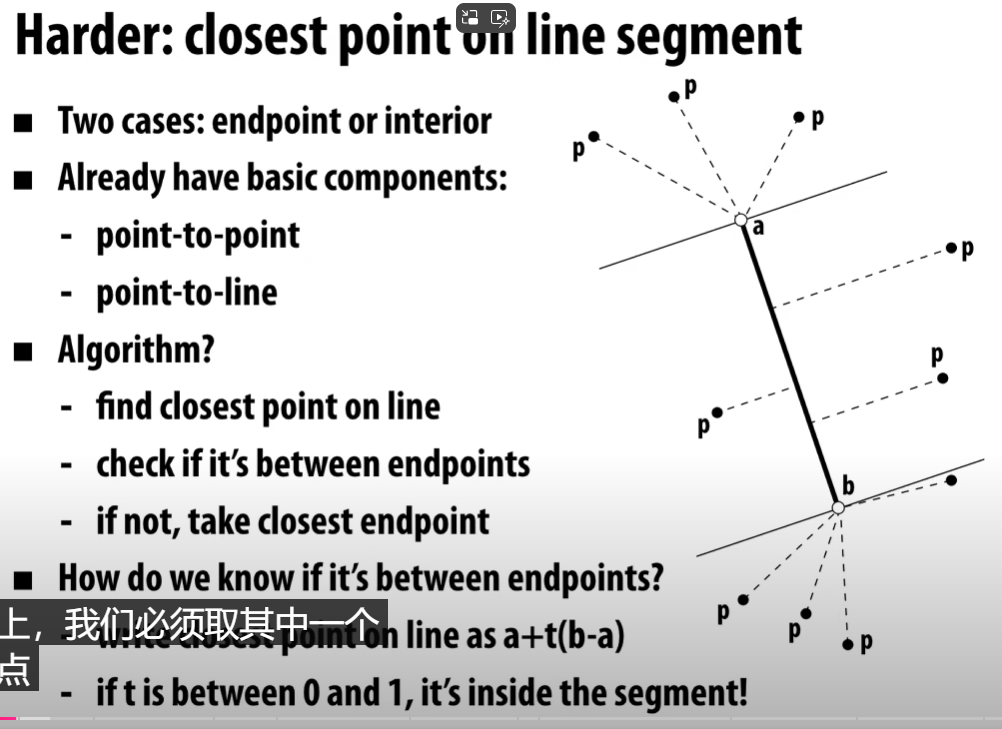 Harder: closest point on line segment
■ Two cases: endpoint or interior
■ Already have basic components:
- point-to-point
- point-to-line
■ Algorithm?
- find closest point on line
- check if it's between endpoints
- if not, take closest endpoint
■ How do we know if it's between endpoints?
- write closest point on line as a+t(b-a)
- if t is between 0 and 1, it's inside the segment!
上，我们必须取其中一个
点
p
p
p
a
p
p
p
b
p
p
p